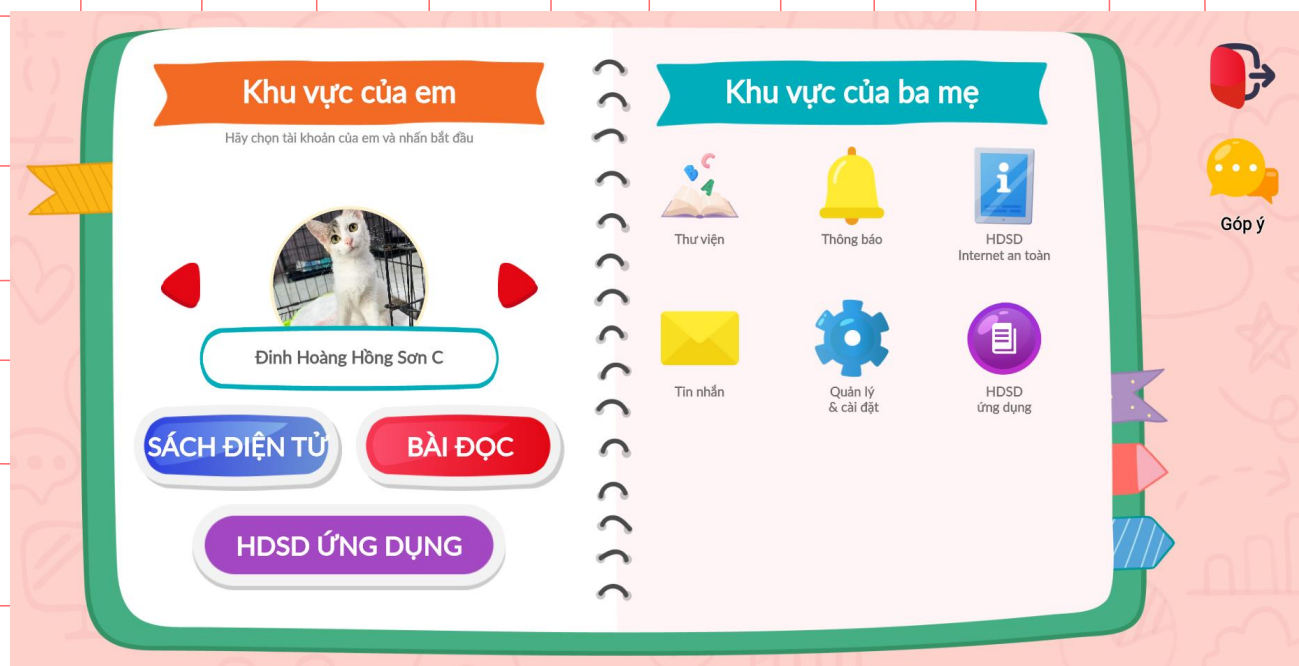 Khu vực của em
Hãy chọn tài khoản của em và nhấn bắt đầu
Đinh Hoàng Hồng Sơn C
SÁCH ĐIỆN TỬ
BÀI ĐỌC
HDSD ỨNG DỤNG
Khu vực của ba mẹ
B C A
Thư viện
Thông báo
HDSD
Internet an toàn
Tin nhắn
Quản lý
& cài đặt
HDSD
ứng dụng
Góp ý